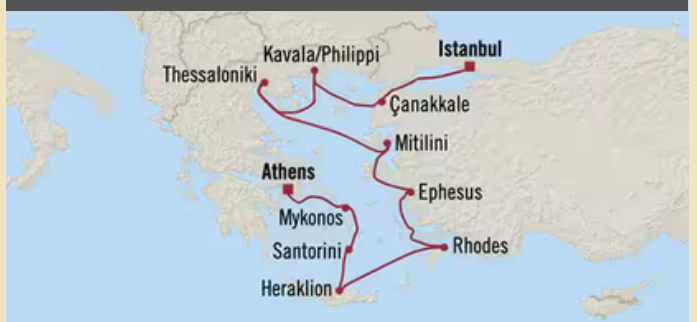 Istanbul
Kavala/Philippi
Thessaloniki
Çanakkale
Mitilini
Athens
Ephesus
Mykonos
Santorini
Rhodes
Heraklion